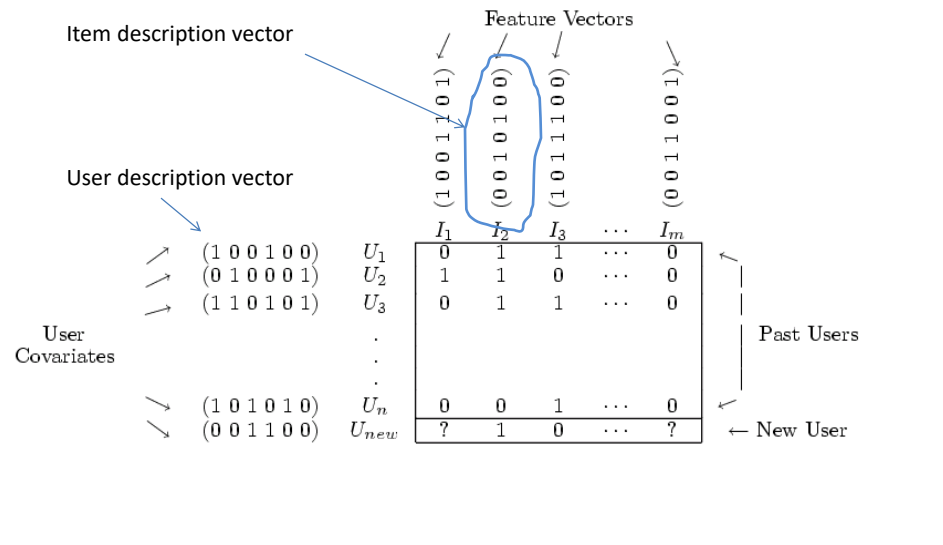 Feature Vectors
Item description vector
(1 0 0 1 1 0 1)
(0 0 1 0 1 0 0)
(1 0 1 1 1 0 0)
(0 0 1 1 0 0 1)
User description vector
I₁ I₂ I₃ ··· Iₘ
(1 0 0 1 0 0) U₁ 0 1 1 ··· 0
(0 1 0 0 0 1) U₂ 1 1 0 ··· 0
(1 1 0 1 0 1) U₃ 0 1 1 ··· 0
User
Covariates
Past Users
(1 0 1 0 1 0) Uₙ 0 0 1 ··· 0
(0 0 1 1 0 0) Uₙₑw ? 1 0 ··· ? ← New User